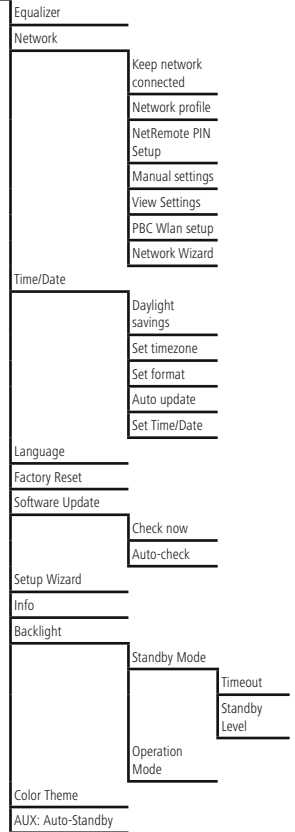 Equalizer
Network
Keep network
connected
Network profile
NetRemote PIN
Setup
Manual settings
View Settings
PBC Wlan setup
Network Wizard
Time/Date
Daylight
savings
Set timezone
Set format
Auto update
Set Time/Date
Language
Factory Reset
Software Update
Check now
Auto-check
Setup Wizard
Info
Backlight
Standby Mode
Timeout
Standby
Level
Operation
Mode
Color Theme
AUX: Auto-Standby